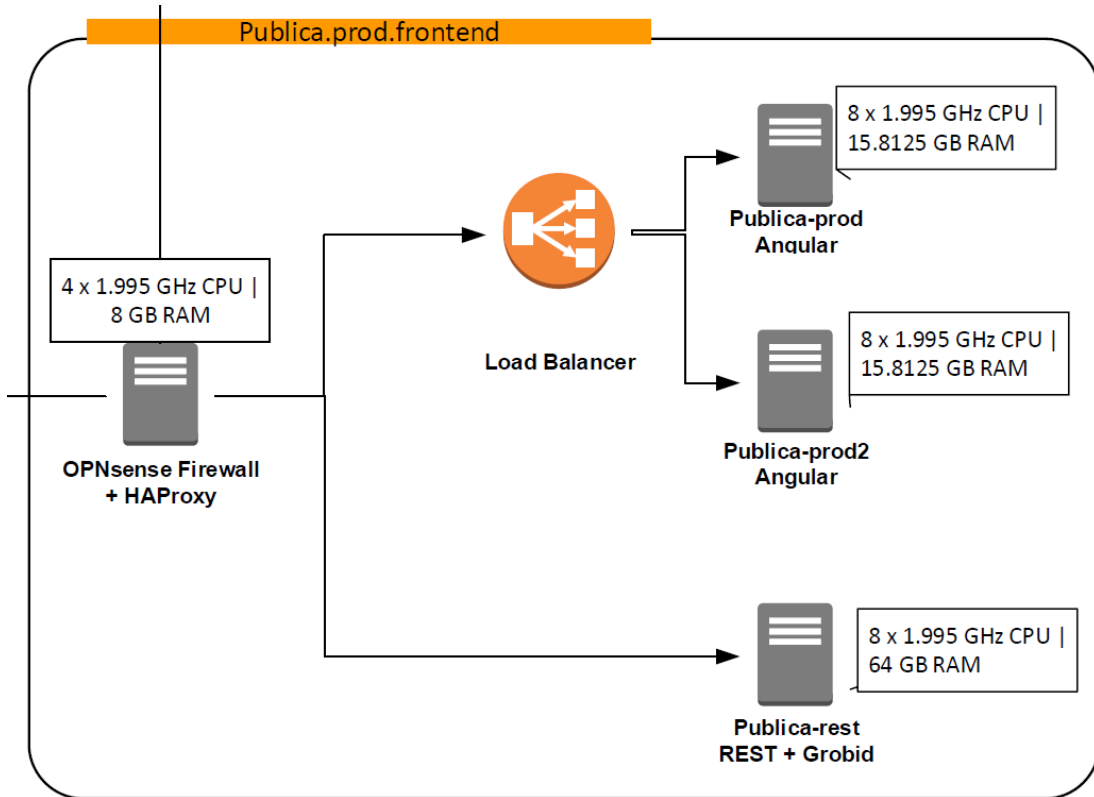 Publica.prod.frontend
8 x 1.995 GHz CPU |
15.8125 GB RAM
Publica-prod
Angular
4 x 1.995 GHz CPU |
8 GB RAM
Load Balancer
8 x 1.995 GHz CPU |
15.8125 GB RAM
OPNsense Firewall
+ HAProxy
Publica-prod2
Angular
8 x 1.995 GHz CPU |
64 GB RAM
Publica-rest
REST + Grobid